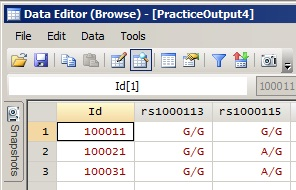 Data Editor (Browse) - [PracticeOutput4]
File Edit Data Tools
Id[1] 100011
Snapshots
Id rs1000113 rs1000115
1 100011 G/G G/G
2 100021 G/G A/G
3 100031 G/G A/G